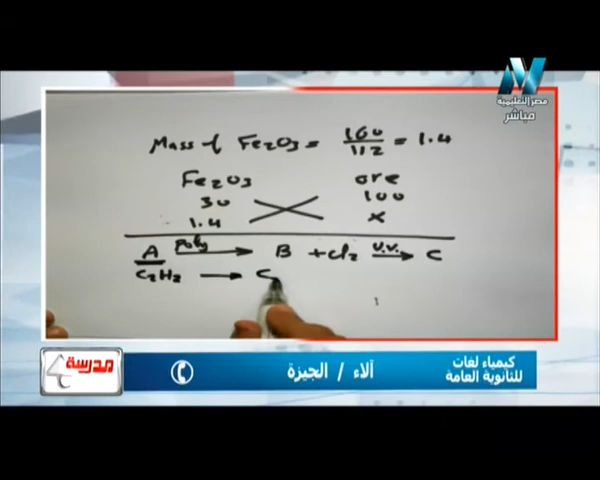 مصر التعليمية
مباشر
Mass of Fe2O3 = 160/112 = 1.4
Fe2O3 ore
30 100
1.4 x
A poly → B + Cl2 U.V. → C
C2H2 → C
مدرسة
آلاء / الجيزة
كيمياء لغات
للثانوية العامة